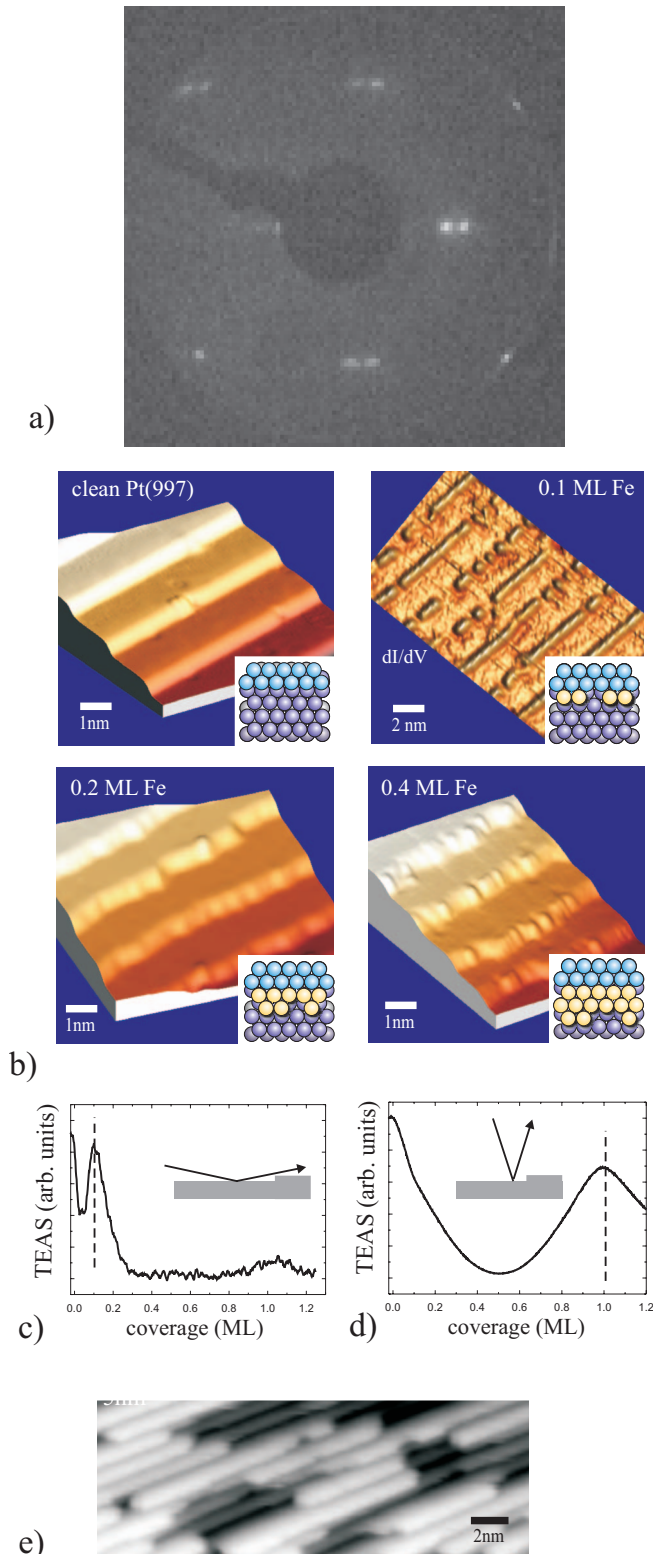 a)
clean Pt(997)
1nm
0.1 ML Fe
dI/dV
2 nm
0.2 ML Fe
1nm
0.4 ML Fe
1nm
b)
TEAS (arb. units)
0.0 0.2 0.4 0.6 0.8 1.0 1.2
coverage (ML)
c)
TEAS (arb. units)
0.0 0.2 0.4 0.6 0.8 1.0 1.2
coverage (ML)
d)
2nm
e)